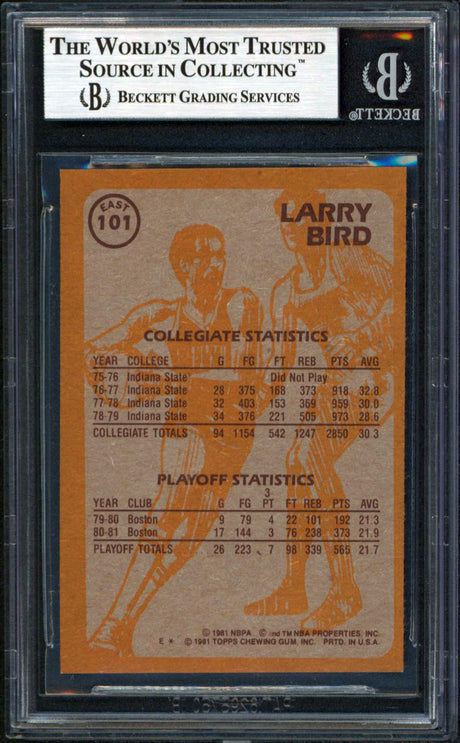 THE WORLD'S MOST TRUSTED
SOURCE IN COLLECTING™
B BECKETT GRADING SERVICES
B
BECKETT®
EAST
101
LARRY
BIRD
COLLEGIATE STATISTICS
YEAR COLLEGE G FG FT REB PTS AVG
75-76 Indiana State Did Not Play
76-77 Indiana State 28 375 168 373 918 32.8
77-78 Indiana State 32 403 153 369 959 30.0
78-79 Indiana State 34 376 221 505 973 28.6
COLLEGIATE TOTALS 94 1154 542 1247 2850 30.3
PLAYOFF STATISTICS
3-
YEAR CLUB G FG PT FT REB PTS AVG
79-80 Boston 9 79 4 22 101 192 21.3
80-81 Boston 17 144 3 76 238 373 21.9
PLAYOFF TOTALS 26 223 7 98 339 565 21.7
© 1981 NBPA © and TM NBA PROPERTIES, INC.
E * © 1981 TOPPS CHEWING GUM, INC. PRTD. IN U.S.A.